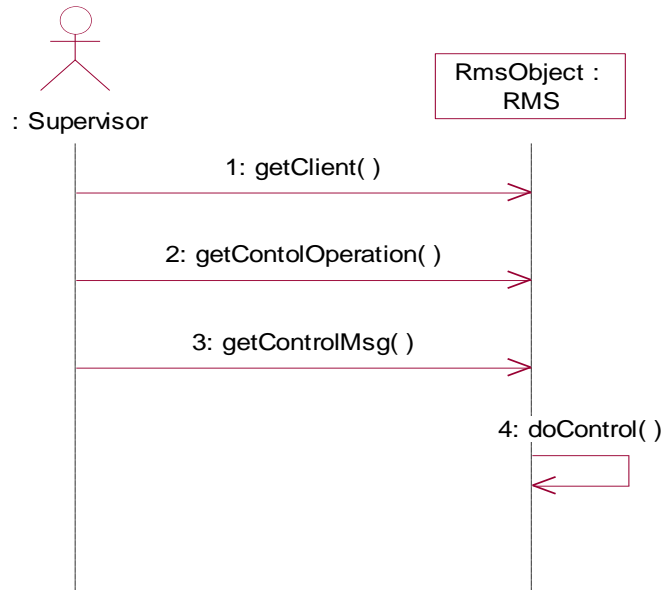 RmsObject :
RMS
: Supervisor
1: getClient( )
2: getContolOperation( )
3: getControlMsg( )
4: doControl( )